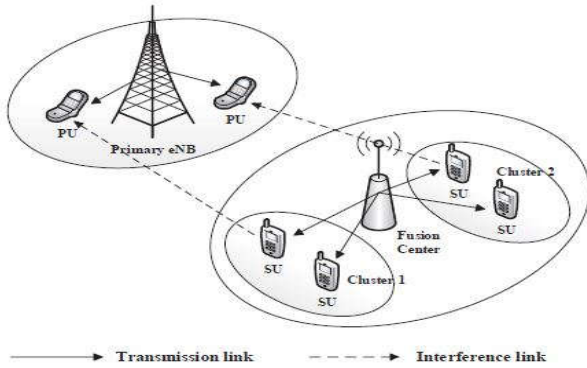 PU
PU
Primary eNB
SU
Cluster 2
SU
Fusion
Center
SU
Cluster 1
SU
Transmission link
Interference link